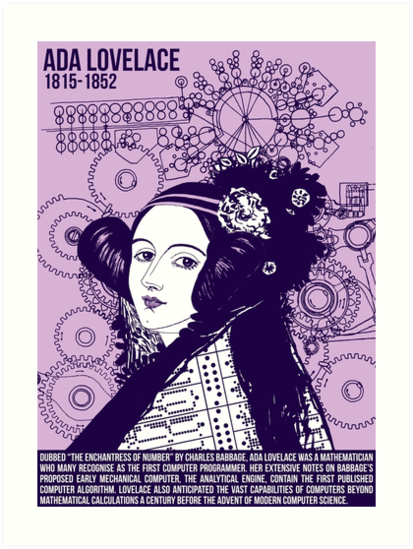 ADA LOVELACE
1815-1852
DUBBED "THE ENCHANTRESS OF NUMBER" BY CHARLES BABBAGE, ADA LOVELACE WAS A MATHEMATICIAN
WHO MANY RECOGNISE AS THE FIRST COMPUTER PROGRAMMER. HER EXTENSIVE NOTES ON BABBAGE'S
PROPOSED EARLY MECHANICAL COMPUTER, THE ANALYTICAL ENGINE, CONTAIN THE FIRST PUBLISHED
COMPUTER ALGORITHM. LOVELACE ALSO ANTICIPATED THE VAST CAPABILITIES OF COMPUTERS BEYOND
MATHEMATICAL CALCULATIONS A CENTURY BEFORE THE ADVENT OF MODERN COMPUTER SCIENCE.